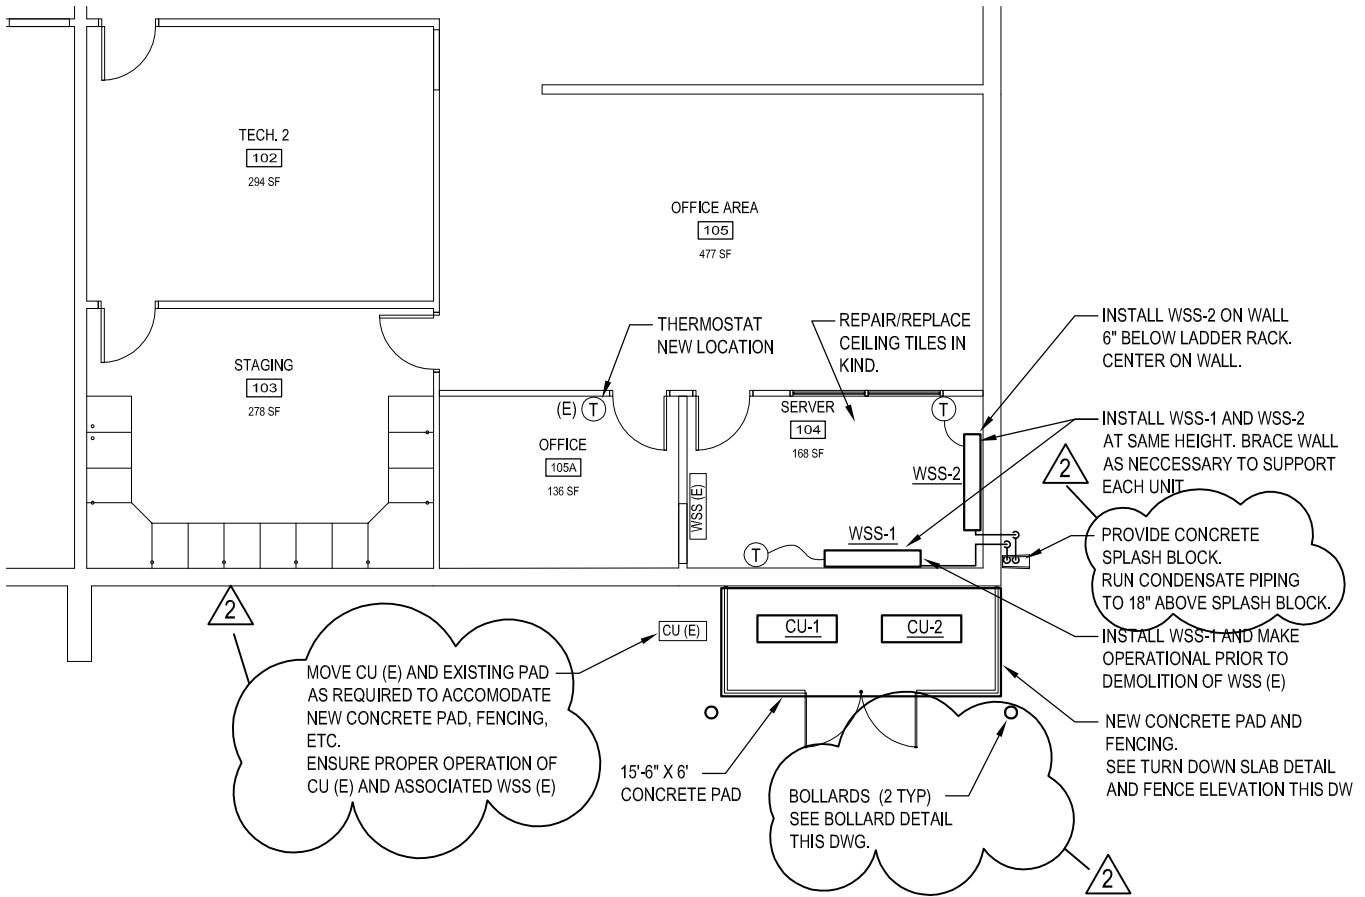 TECH. 2
102
294 SF
OFFICE AREA
105
477 SF
STAGING
103
278 SF
THERMOSTAT
NEW LOCATION
REPAIR/REPLACE
CEILING TILES IN
KIND.
INSTALL WSS-2 ON WALL
6" BELOW LADDER RACK.
CENTER ON WALL.
(E) T
OFFICE
105A
136 SF
SERVER
104
168 SF
T
WSS (E)
WSS-2
WSS-1
T
INSTALL WSS-1 AND WSS-2
AT SAME HEIGHT. BRACE WALL
AS NECCESSARY TO SUPPORT
EACH UNIT
2
PROVIDE CONCRETE
SPLASH BLOCK.
RUN CONDENSATE PIPING
TO 18" ABOVE SPLASH BLOCK.
INSTALL WSS-1 AND MAKE
OPERATIONAL PRIOR TO
DEMOLITION OF WSS (E)
2
CU (E)
CU-1
CU-2
MOVE CU (E) AND EXISTING PAD
AS REQUIRED TO ACCOMODATE
NEW CONCRETE PAD, FENCING,
ETC.
ENSURE PROPER OPERATION OF
CU (E) AND ASSOCIATED WSS (E)
NEW CONCRETE PAD AND
FENCING.
SEE TURN DOWN SLAB DETAIL
AND FENCE ELEVATION THIS DW
15'-6" X 6'
CONCRETE PAD
BOLLARDS (2 TYP)
SEE BOLLARD DETAIL
THIS DWG.
2